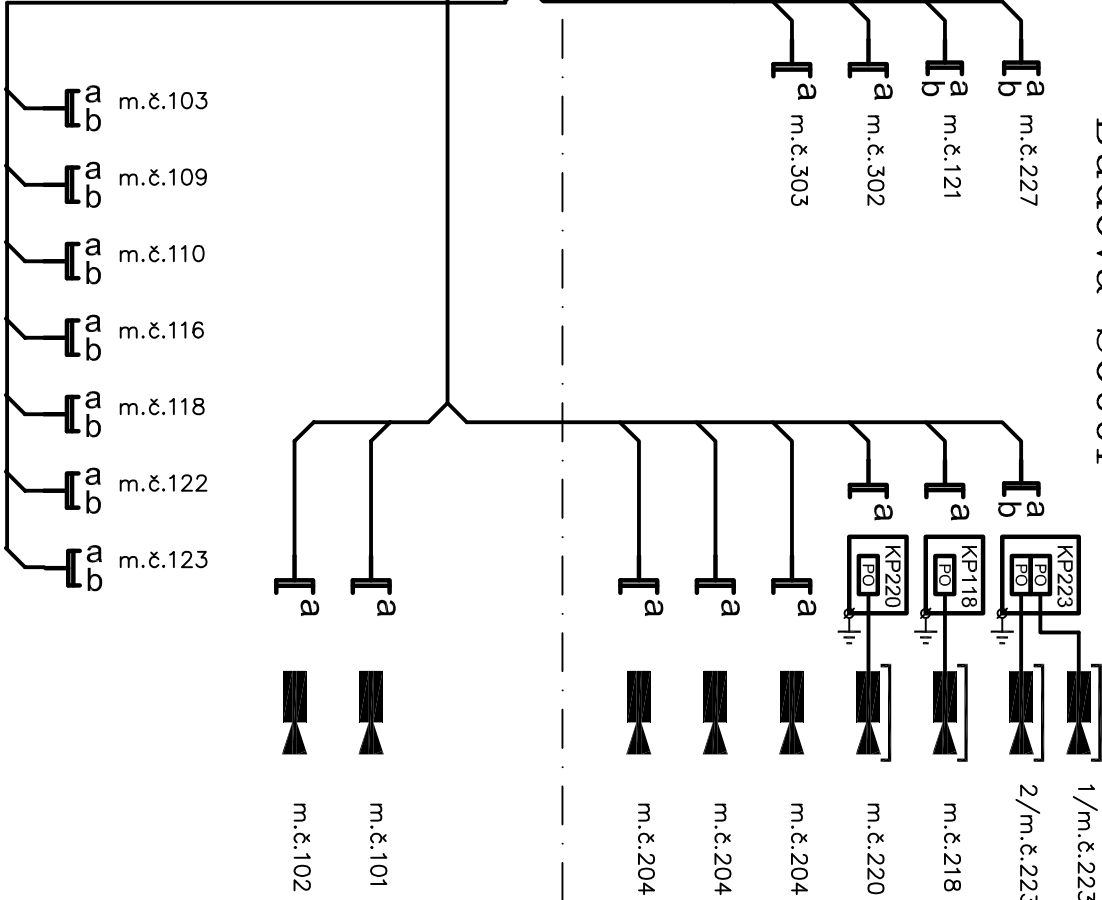 a
b
m.č.103
a
b
m.č.109
a
b
m.č.110
a
b
m.č.116
a
b
m.č.118
a
b
m.č.122
a
b
m.č.123
a
m.č.303
a
m.č.302
a
b
m.č.121
a
b
m.č.227
a
m.č.102
a
m.č.101
a
m.č.204
a
m.č.204
a
m.č.204
a
KP220
PO
m.č.220
a
KP118
PO
m.č.218
a
b
KP223
PO
PO
2/m.č.223
1/m.č.223